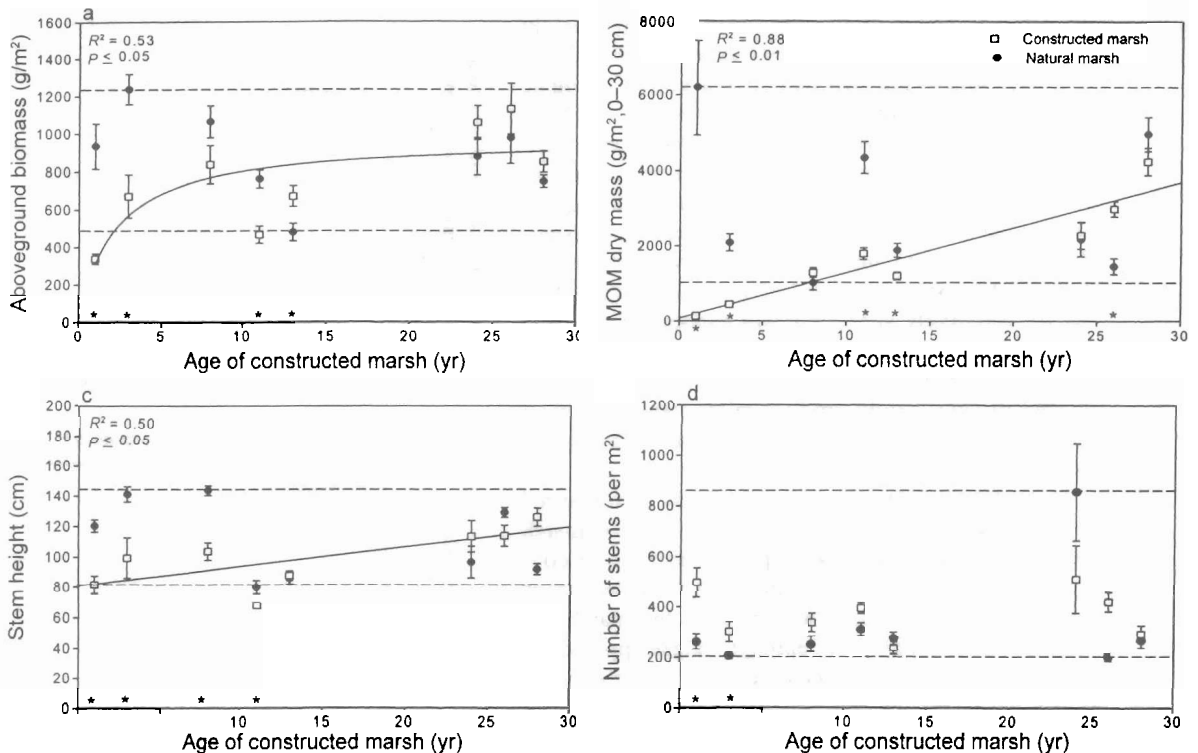 a
1600
1400
1200
1000
800
600
400
200
0
R² = 0.53
P ≤ 0.05
Aboveground biomass (g/m²)
* * * *
0 5 10 15 20 25 30
Age of constructed marsh (yr)
8000
6000
4000
2000
0
R² = 0.88
P ≤ 0.01
Constructed marsh
Natural marsh
MOM dry mass (g/m²,0–30 cm)
* * * * *
0 5 10 15 20 25 30
Age of constructed marsh (yr)
c
200
180
160
140
120
100
80
60
40
20
0
R² = 0.50
P ≤ 0.05
Stem height (cm)
* * * *
0 10 15 20 25 30
Age of constructed marsh (yr)
d
1200
1000
800
600
400
200
0
Number of stems (per m²)
* *
0 10 15 20 25 30
Age of constructed marsh (yr)